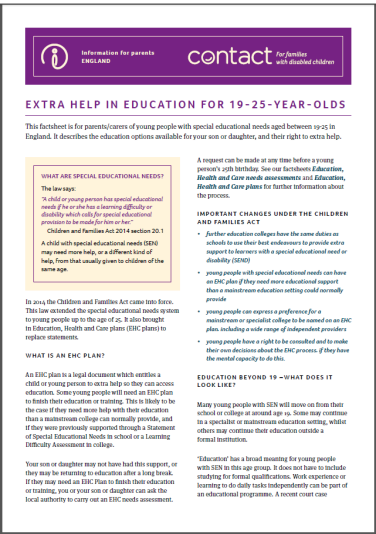 Information for parents
ENGLAND
contact
For families
with disabled children
EXTRA HELP IN EDUCATION FOR 19-25-YEAR-OLDS
This factsheet is for parents/carers of young people with special educational needs aged between 19-25 in
England. It describes the education options available for your son or daughter, and their right to extra help.
WHAT ARE SPECIAL EDUCATIONAL NEEDS?
The law says:
"A child or young person has special educational
needs if he or she has a learning difficulty or
disability which calls for special educational
provision to be made for him or her."
Children and Families Act 2014 section 20.1
A child with special educational needs (SEN)
may need more help, or a different kind of
help, from that usually given to children of the
same age.
In 2014 the Children and Families Act came into force.
This law extended the special educational needs system
to young people up to the age of 25. It also brought
in Education, Health and Care plans (EHC plans) to
replace statements.
WHAT IS AN EHC PLAN?
An EHC plan is a legal document which entitles a
child or young person to extra help so they can access
education. Some young people will need an EHC plan
to finish their education or training. This is likely to be
the case if they need more help with their education
than a mainstream college can normally provide, and
if they were previously supported through a Statement
of Special Educational Needs in school or a Learning
Difficulty Assessment in college.
Your son or daughter may not have had this support, or
they may be returning to education after a long break.
If they may need an EHC Plan to finish their education
or training, you or your son or daughter can ask the
local authority to carry out an EHC needs assessment.
A request can be made at any time before a young
person's 25th birthday. See our factsheets Education,
Health and Care needs assessments and Education,
Health and Care plans for further information about
the process.
IMPORTANT CHANGES UNDER THE CHILDREN
AND FAMILIES ACT
• further education colleges have the same duties as
schools to use their best endeavours to provide extra
support to learners with a special educational need or
disability (SEND)
• young people with special educational needs can have
an EHC plan if they need more educational support
than a mainstream education setting could normally
provide
• young people can express a preference for a
mainstream or specialist college to be named on an EHC
plan, including a wide range of independent providers
• young people have a right to be consulted and to make
their own decisions about the EHC process, if they have
the mental capacity to do this.
EDUCATION BEYOND 19 – WHAT DOES IT
LOOK LIKE?
Many young people with SEN will move on from their
school or college at around age 19. Some may continue
in a specialist or mainstream education setting, whilst
others may continue their education outside a
formal institution.
'Education' has a broad meaning for young people
with SEN in this age group. It does not have to include
studying for formal qualifications. Work experience or
learning to do daily tasks independently can be part of
an educational programme. A recent court case